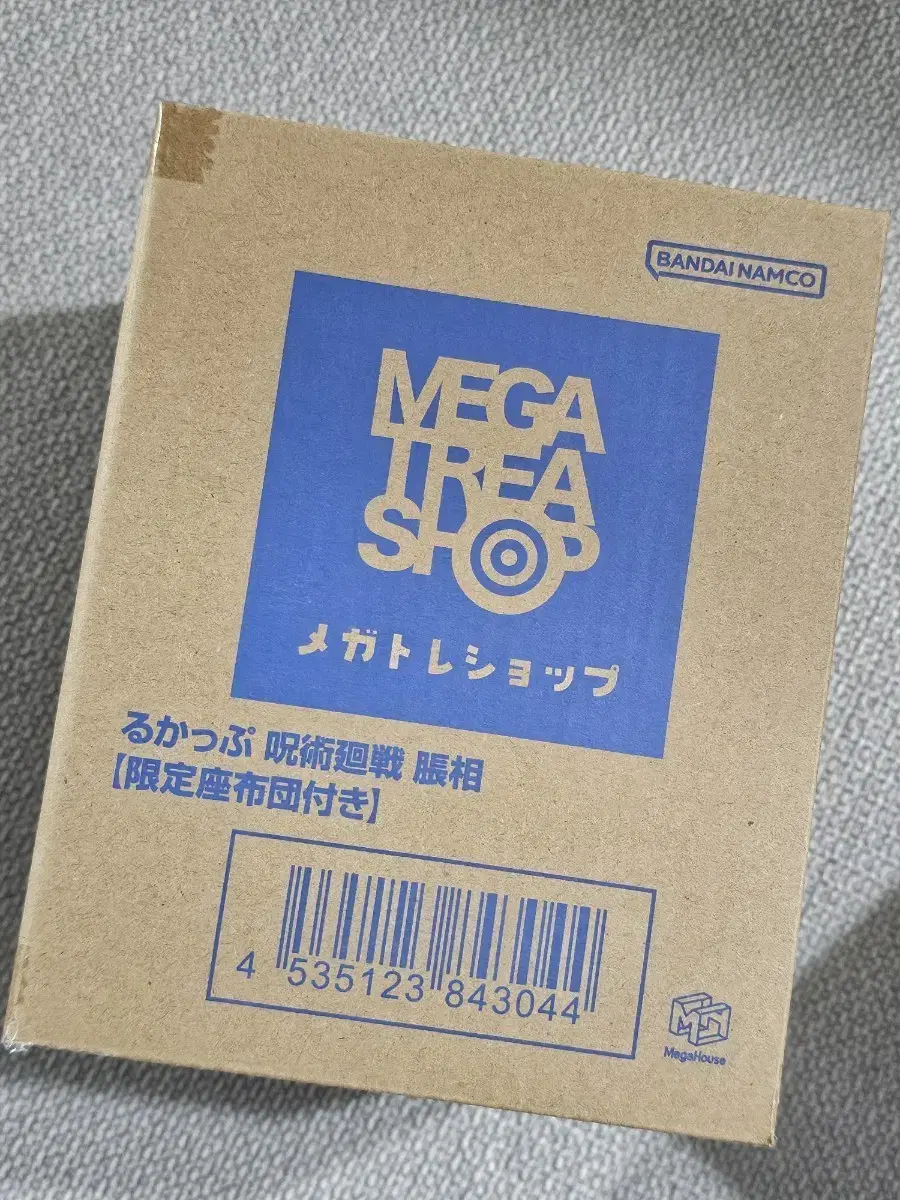 BANDAI NAMCO
MEGA
TREA
SHOP
メガトレショップ
るかっぷ 呪術廻戦 脹相
【限定座布団付き】
4 535123 843044
MegaHouse